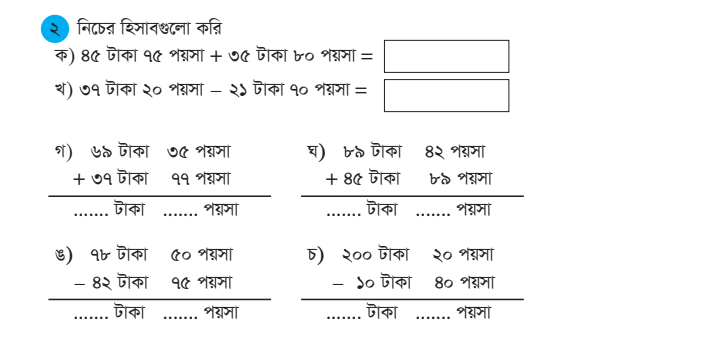 ২ নিচের হিসাবগুলো করি
ক) ৪৫ টাকা ৭৫ পয়সা + ৩৫ টাকা ৮০ পয়সা =
খ) ৩৭ টাকা ২০ পয়সা – ২১ টাকা ৭০ পয়সা =
গ) ৬৯ টাকা ৩৫ পয়সা ঘ) ৮৯ টাকা ৪২ পয়সা
+ ৩৭ টাকা ৭৭ পয়সা + ৪৫ টাকা ৮৯ পয়সা
....... টাকা ....... পয়সা ....... টাকা ....... পয়সা
ঙ) ৭৮ টাকা ৫০ পয়সা চ) ২০০ টাকা ২০ পয়সা
– ৪২ টাকা ৭৫ পয়সা – ১০ টাকা ৪০ পয়সা
....... টাকা ....... পয়সা ....... টাকা ....... পয়সা